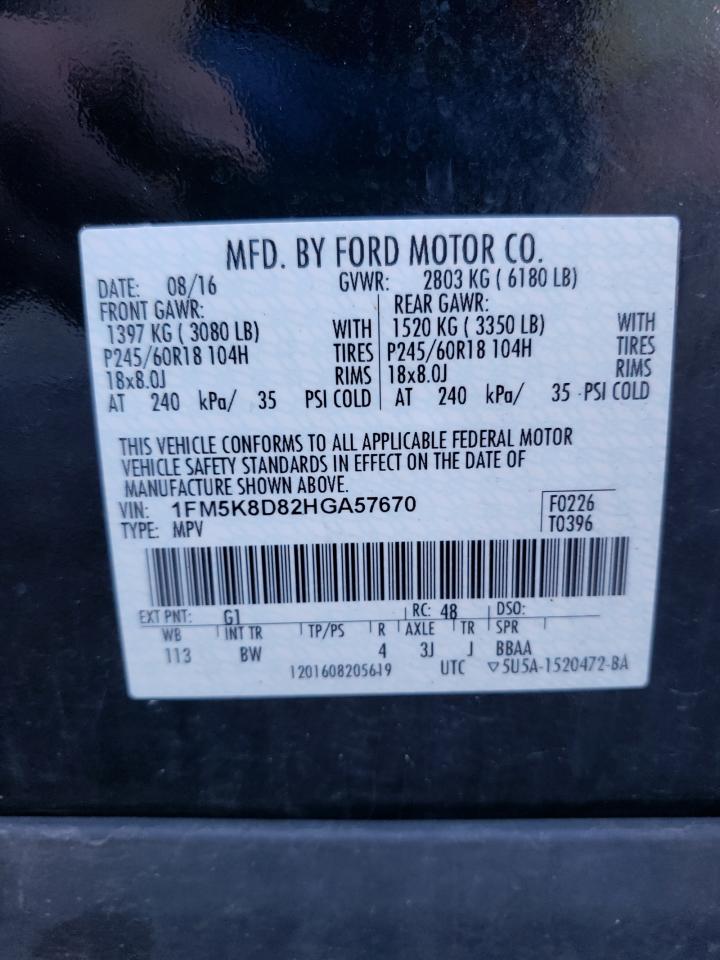 MFD. BY FORD MOTOR CO.
DATE: 08/16 GVWR: 2803 KG ( 6180 LB)
FRONT GAWR: REAR GAWR:
1397 KG ( 3080 LB) WITH 1520 KG ( 3350 LB) WITH
P245/60R18 104H TIRES P245/60R18 104H TIRES
18x8.0J RIMS 18x8.0J RIMS
AT 240 kPa/ 35 PSI COLD AT 240 kPa/ 35 PSI COLD
THIS VEHICLE CONFORMS TO ALL APPLICABLE FEDERAL MOTOR
VEHICLE SAFETY STANDARDS IN EFFECT ON THE DATE OF
MANUFACTURE SHOWN ABOVE.
VIN: 1FM5K8D82HGA57670 F0226
TYPE: MPV T0396
EXT PNT: G1 RC: 48 DSO:
WB INT TR TP/PS R AXLE TR SPR
113 BW 4 3J J BBAA
1201608205619 UTC ▽5U5A-1520472-BA